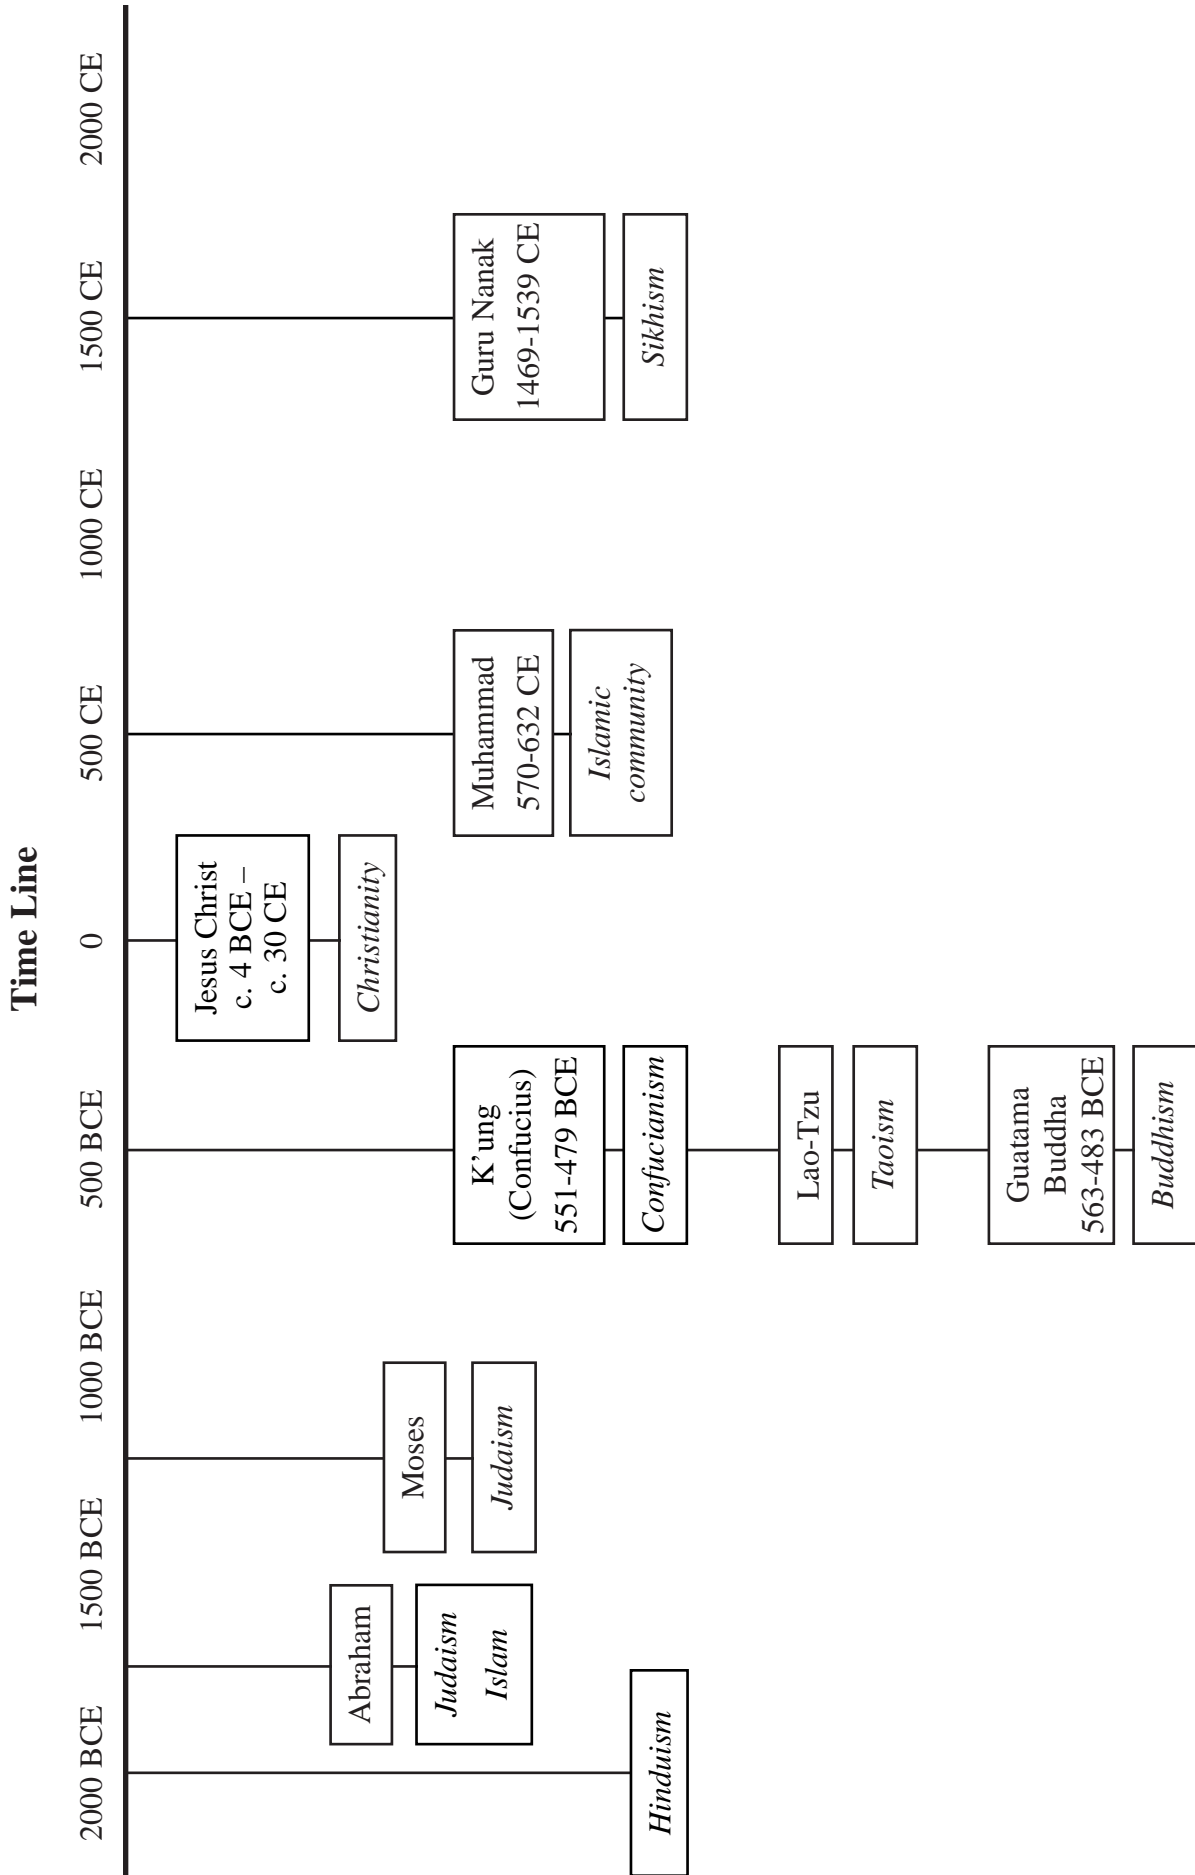 Time Line
2000 BCE
1500 BCE
1000 BCE
500 BCE
0
500 CE
1000 CE
1500 CE
2000 CE
Hinduism
Abraham
Judaism
Islam
Moses
Judaism
K’ung
(Confucius)
551-479 BCE
Confucianism
Lao-Tzu
Taoism
Guatama
Buddha
563-483 BCE
Buddhism
Jesus Christ
c. 4 BCE –
c. 30 CE
Christianity
Muhammad
570-632 CE
Islamic
community
Guru Nanak
1469-1539 CE
Sikhism